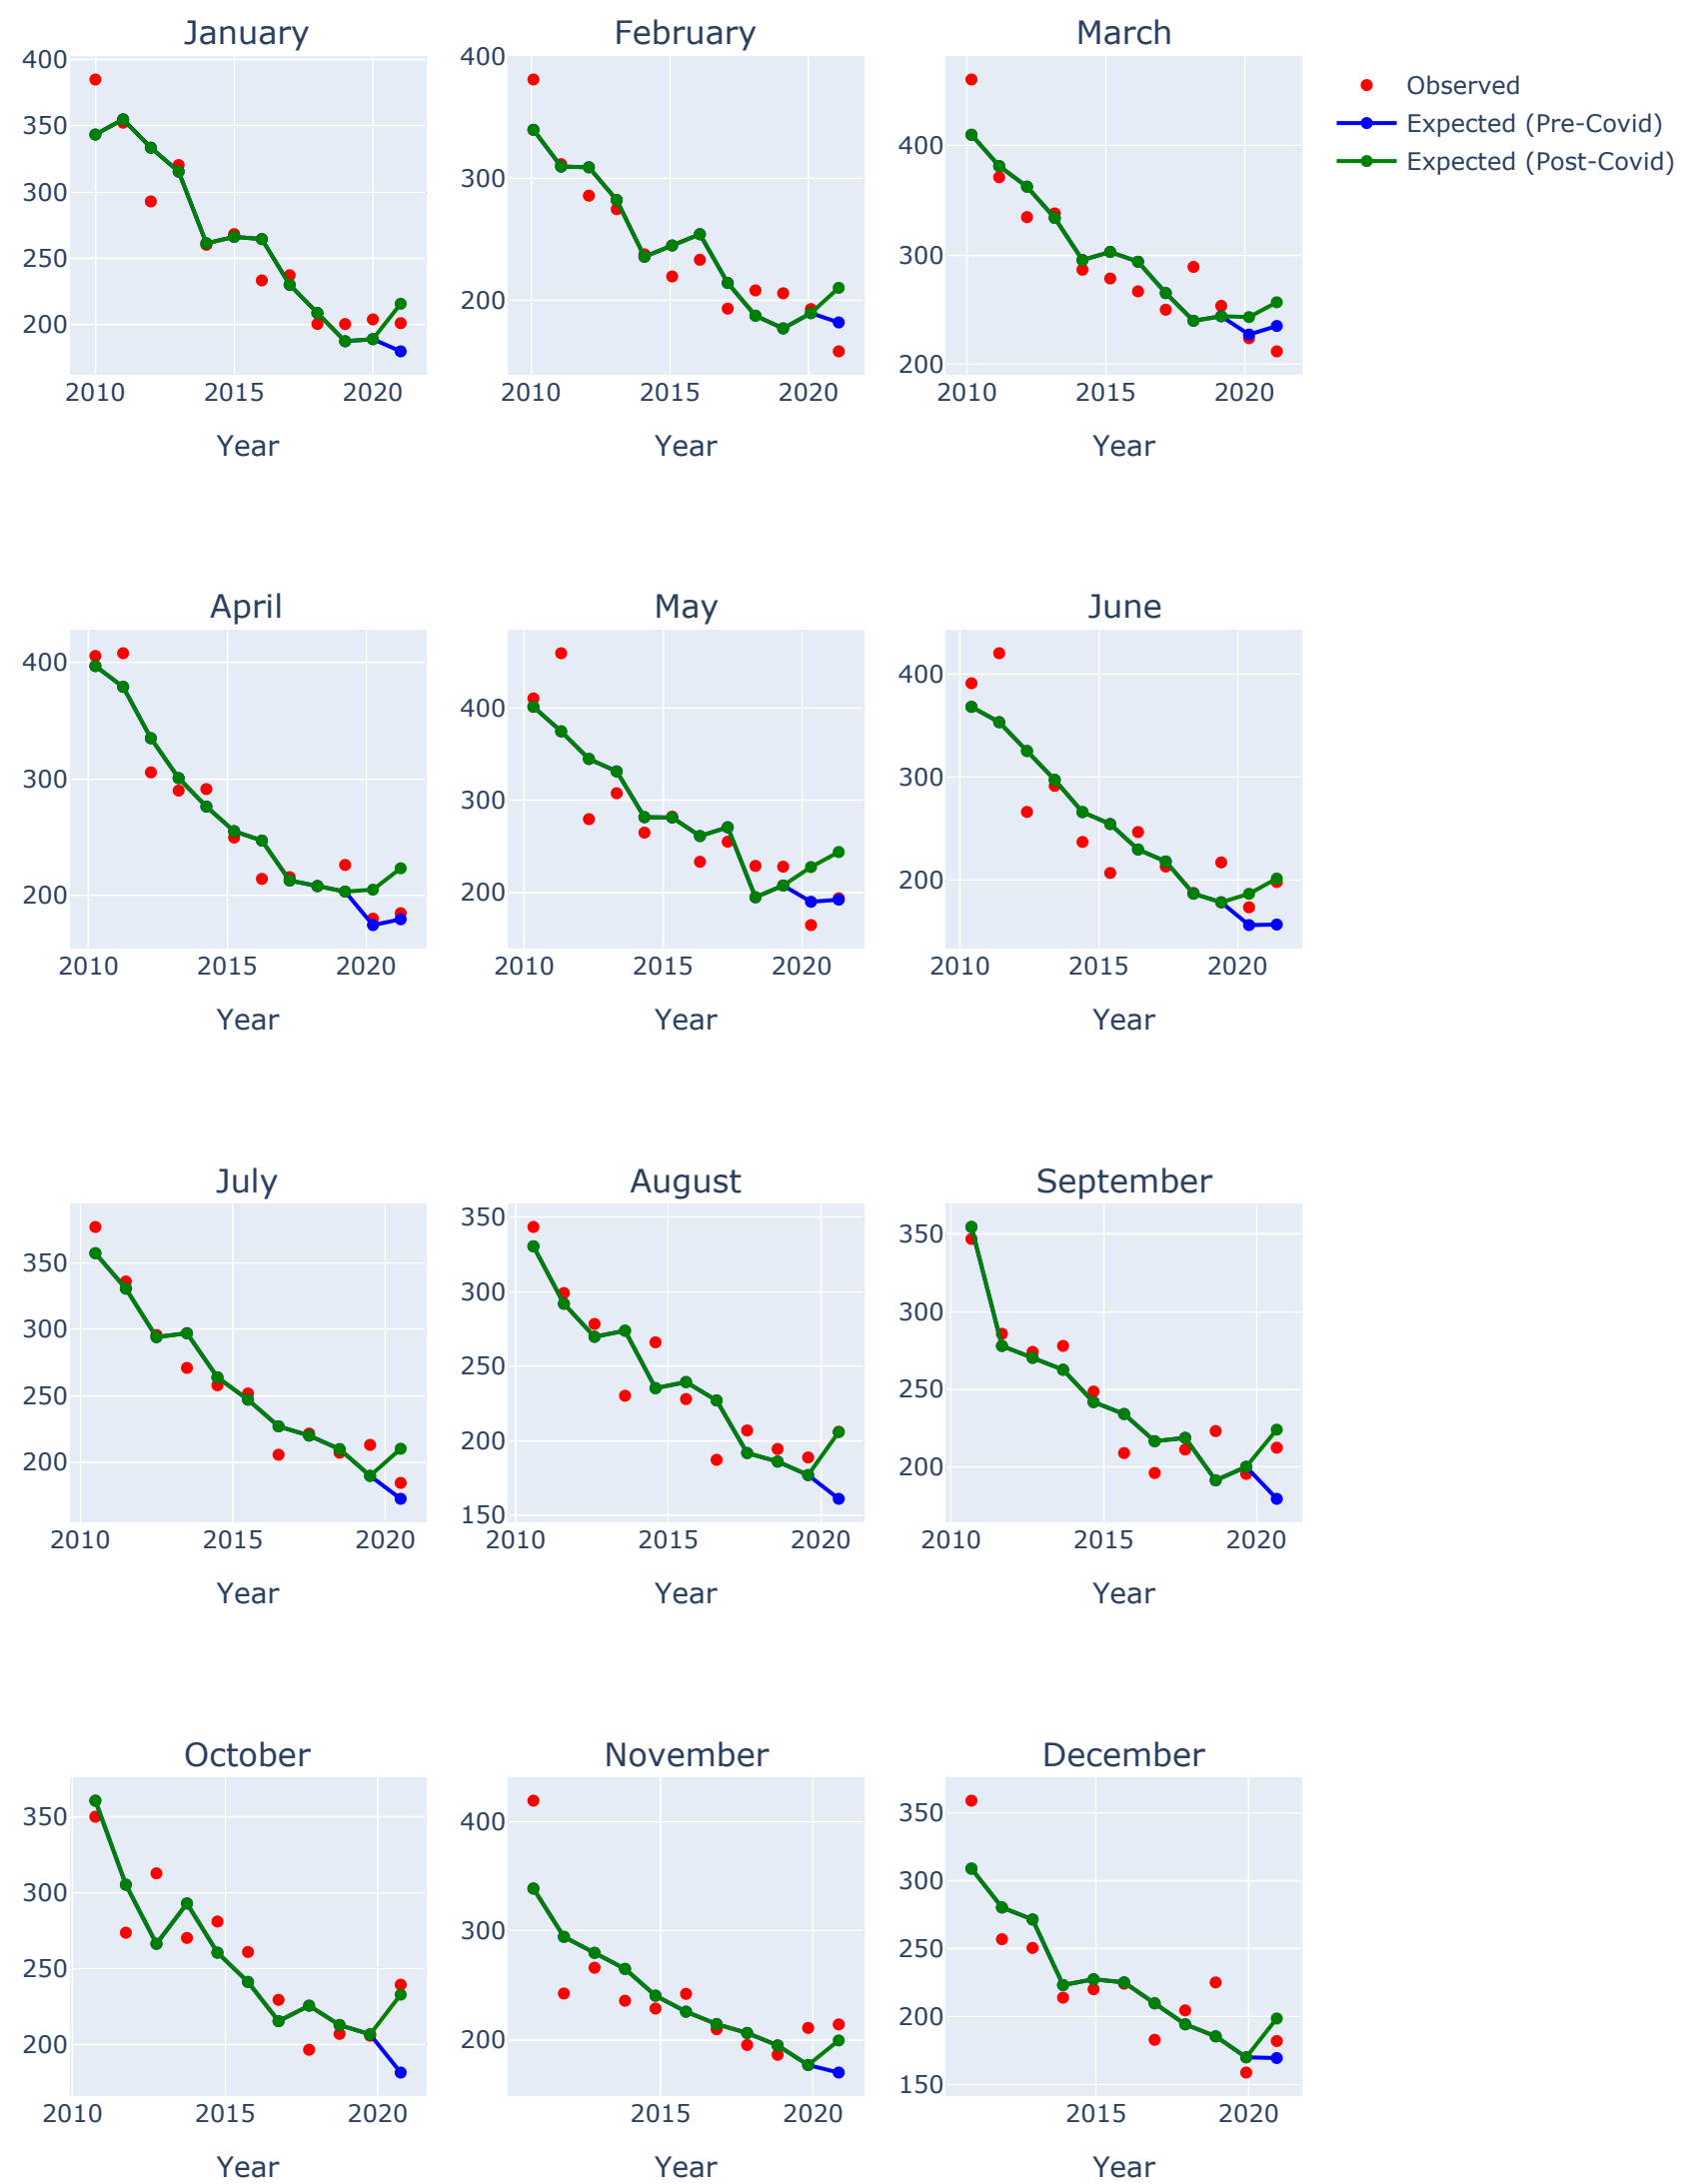 January
February
March
400
350
300
250
200
2010
2015
2020
Year
400
300
200
2010
2015
2020
Year
400
300
200
2010
2015
2020
Year
Observed
Expected (Pre-Covid)
Expected (Post-Covid)
April
May
June
400
300
200
2010
2015
2020
Year
400
300
200
2010
2015
2020
Year
400
300
200
2010
2015
2020
Year
July
August
September
350
300
250
200
2010
2015
2020
Year
350
300
250
200
150
2010
2015
2020
Year
350
300
250
200
2010
2015
2020
Year
October
November
December
350
300
250
200
2010
2015
2020
Year
400
300
200
2015
2020
Year
350
300
250
200
150
2015
2020
Year